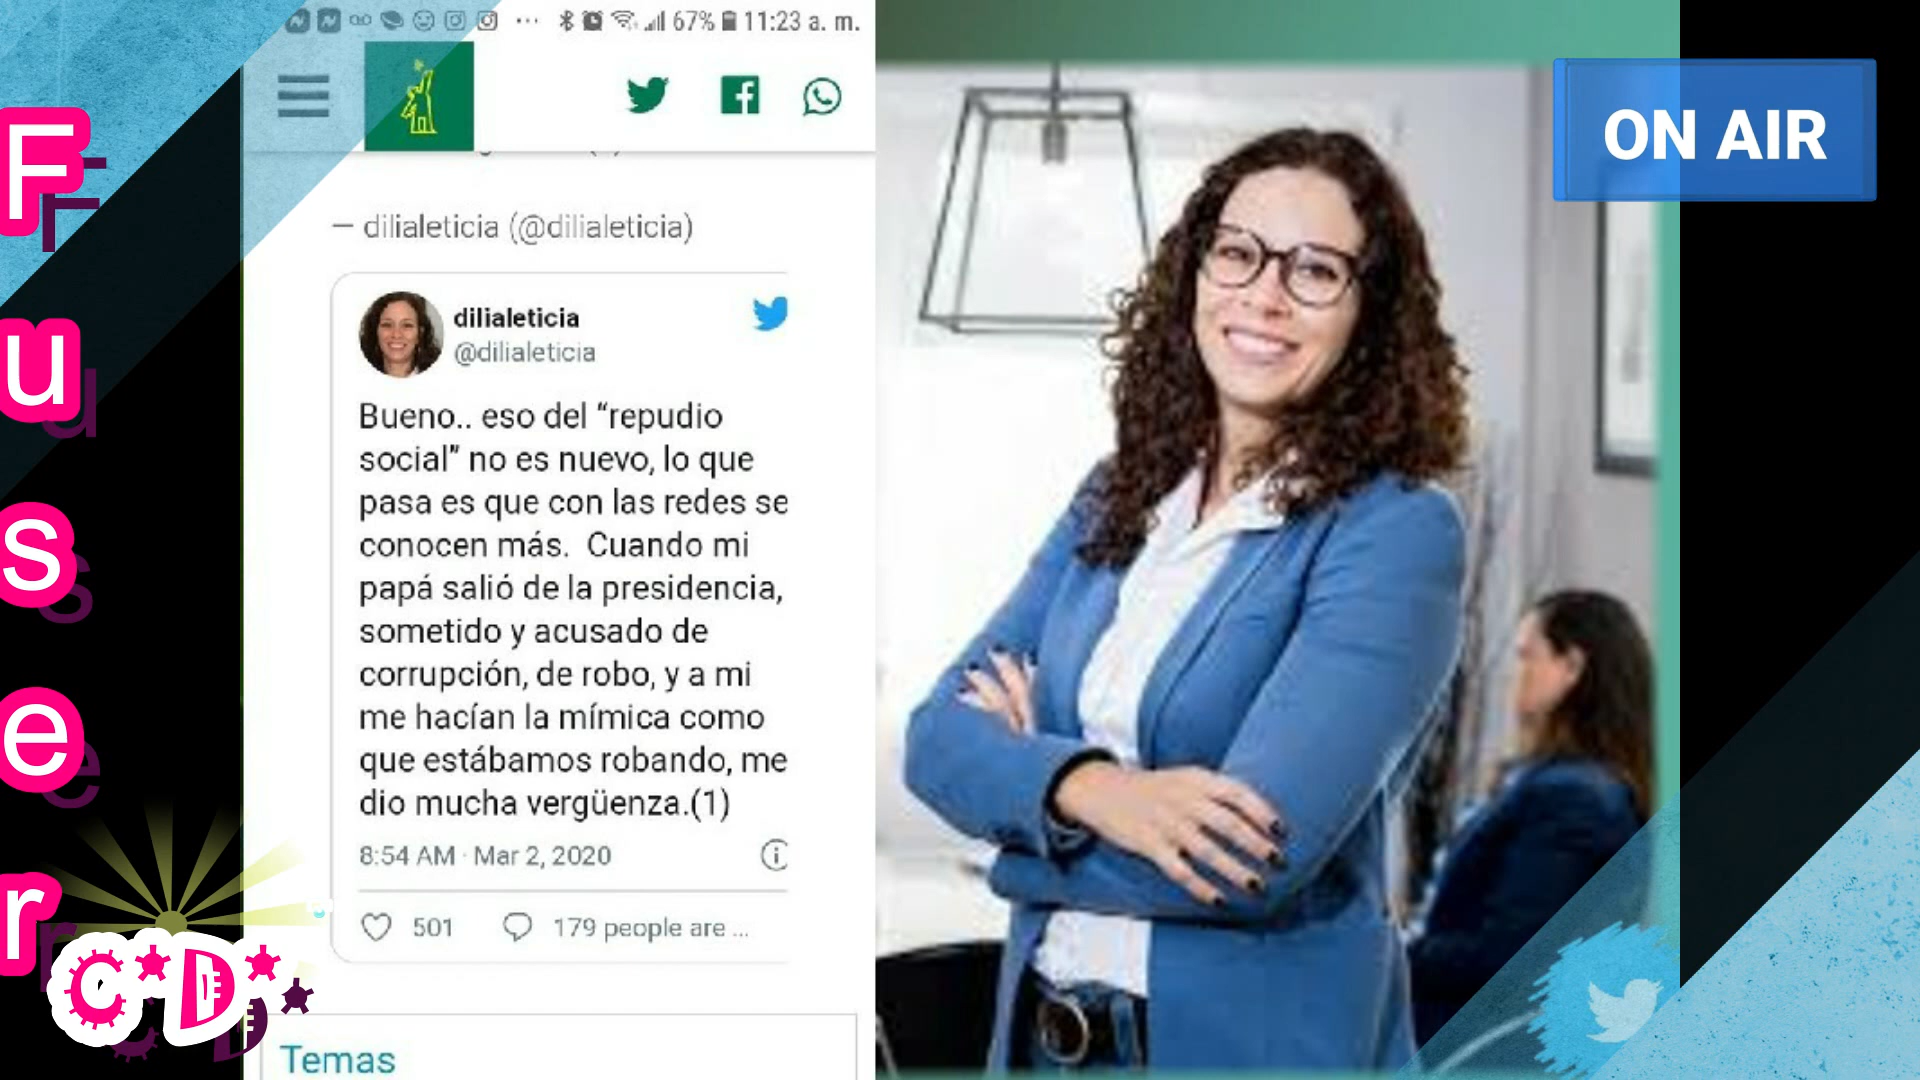 67% 11:23 a. m.
— dilialeticia (@dilialeticia)
dilialeticia
@dilialeticia
Bueno.. eso del “repudio
social” no es nuevo, lo que
pasa es que con las redes se
conocen más. Cuando mi
papá salió de la presidencia,
sometido y acusado de
corrupción, de robo, y a mi
me hacían la mímica como
que estábamos robando, me
dio mucha vergüenza.(1)
8:54 AM · Mar 2, 2020
501 179 people are ...
Temas
ON AIR
Fuser
C*D*